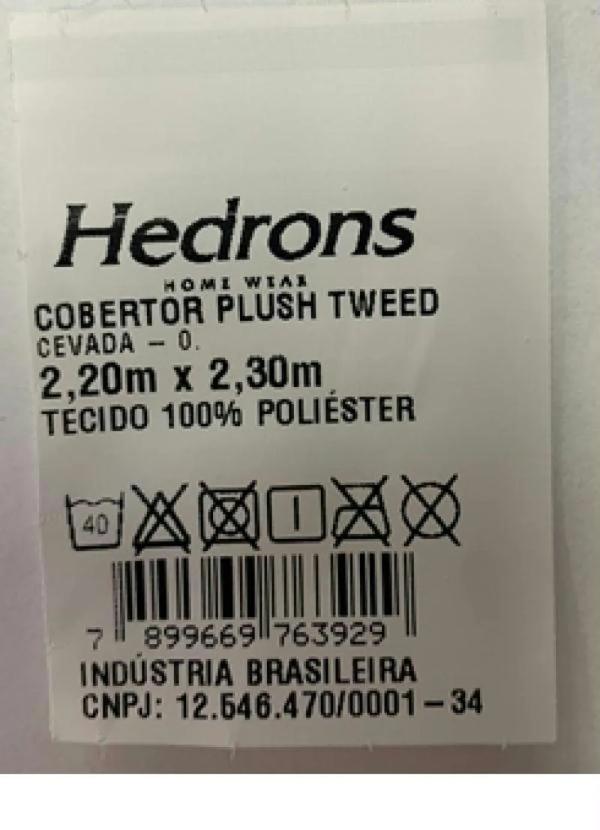 Hedrons
HOME WEAR
COBERTOR PLUSH TWEED
CEVADA – 0.
2,20m x 2,30m
TECIDO 100% POLIÉSTER
40
7 899669 763929
INDÚSTRIA BRASILEIRA
CNPJ: 12.646.470/0001–34